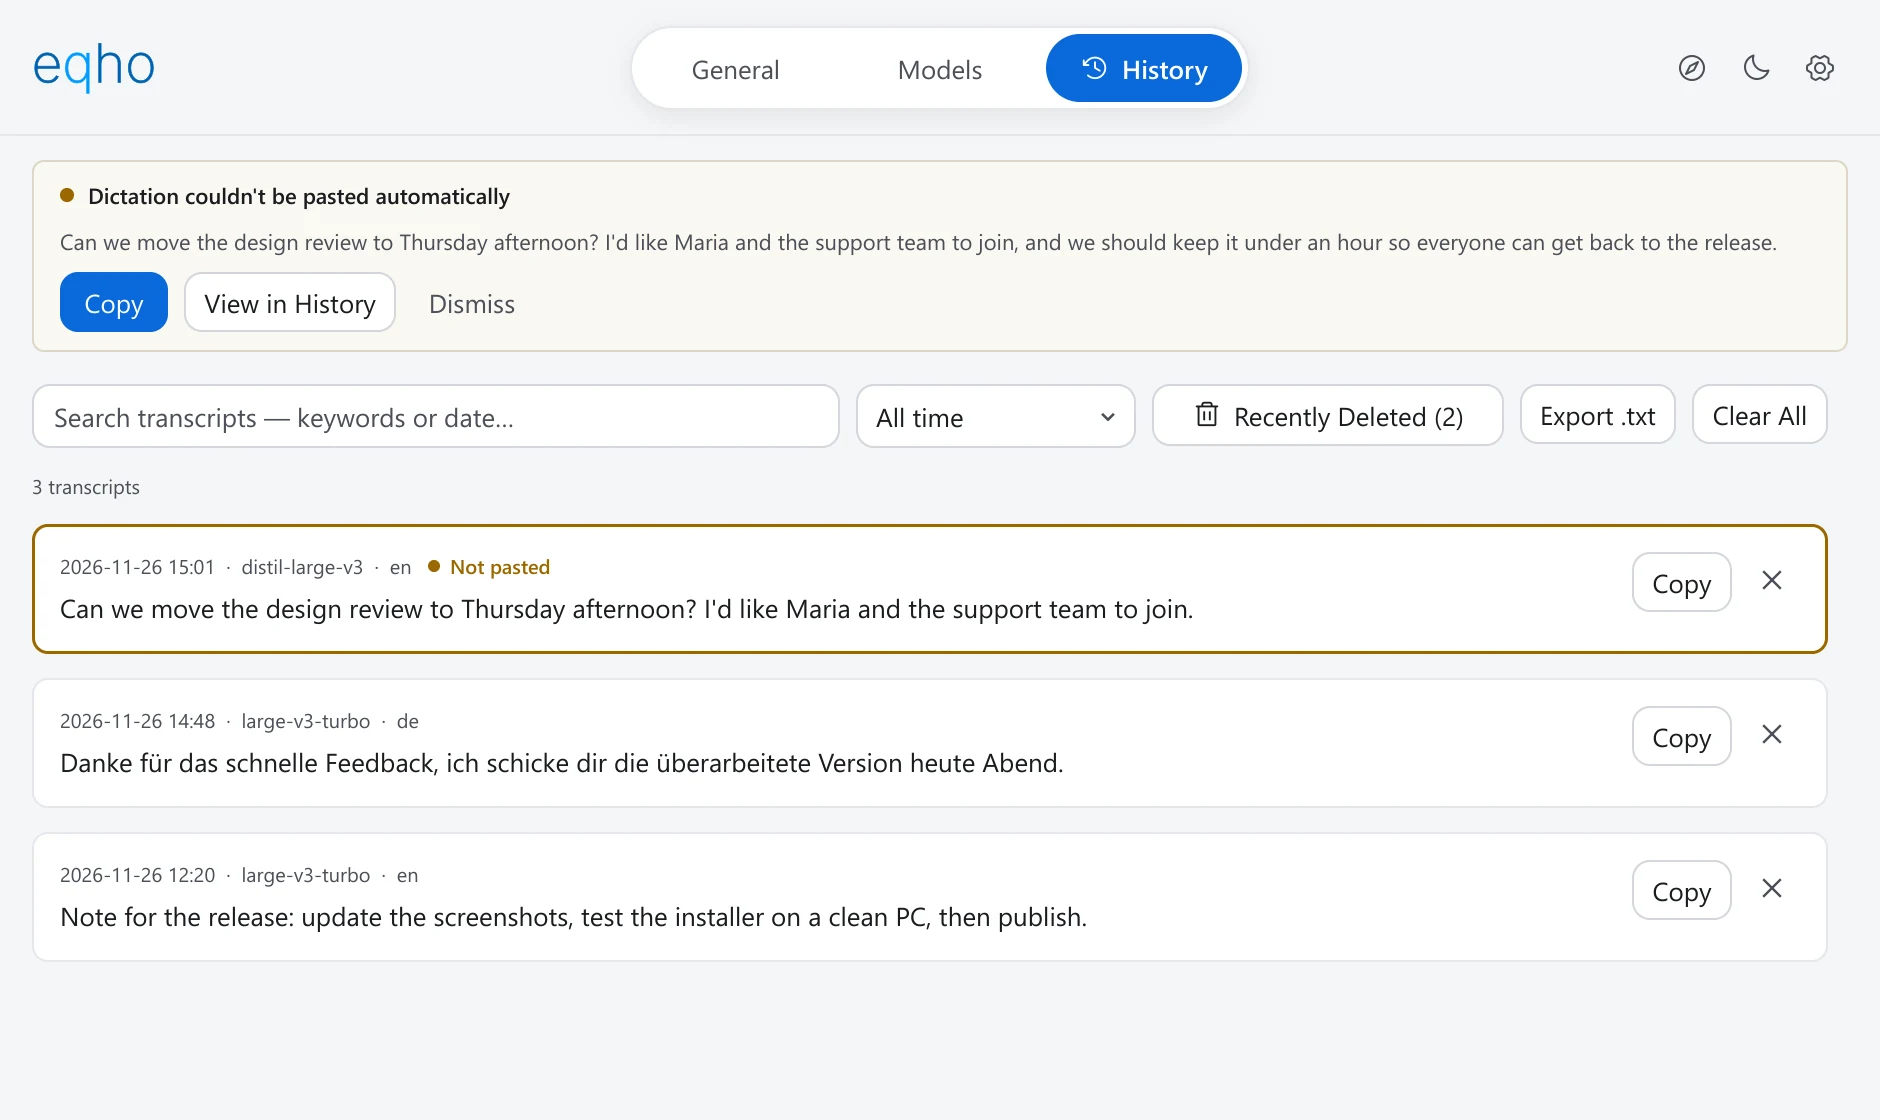 eqho
General
Models
History
Dictation couldn't be pasted automatically
Can we move the design review to Thursday afternoon? I'd like Maria and the support team to join, and we should keep it under an hour so everyone can get back to the release.
Copy
View in History
Dismiss
Search transcripts — keywords or date...
All time
Recently Deleted (2)
Export .txt
Clear All
3 transcripts
2026-11-26 15:01 · distil-large-v3 · en
Not pasted
Can we move the design review to Thursday afternoon? I'd like Maria and the support team to join.
Copy
2026-11-26 14:48 · large-v3-turbo · de
Danke für das schnelle Feedback, ich schicke dir die überarbeitete Version heute Abend.
Copy
2026-11-26 12:20 · large-v3-turbo · en
Note for the release: update the screenshots, test the installer on a clean PC, then publish.
Copy